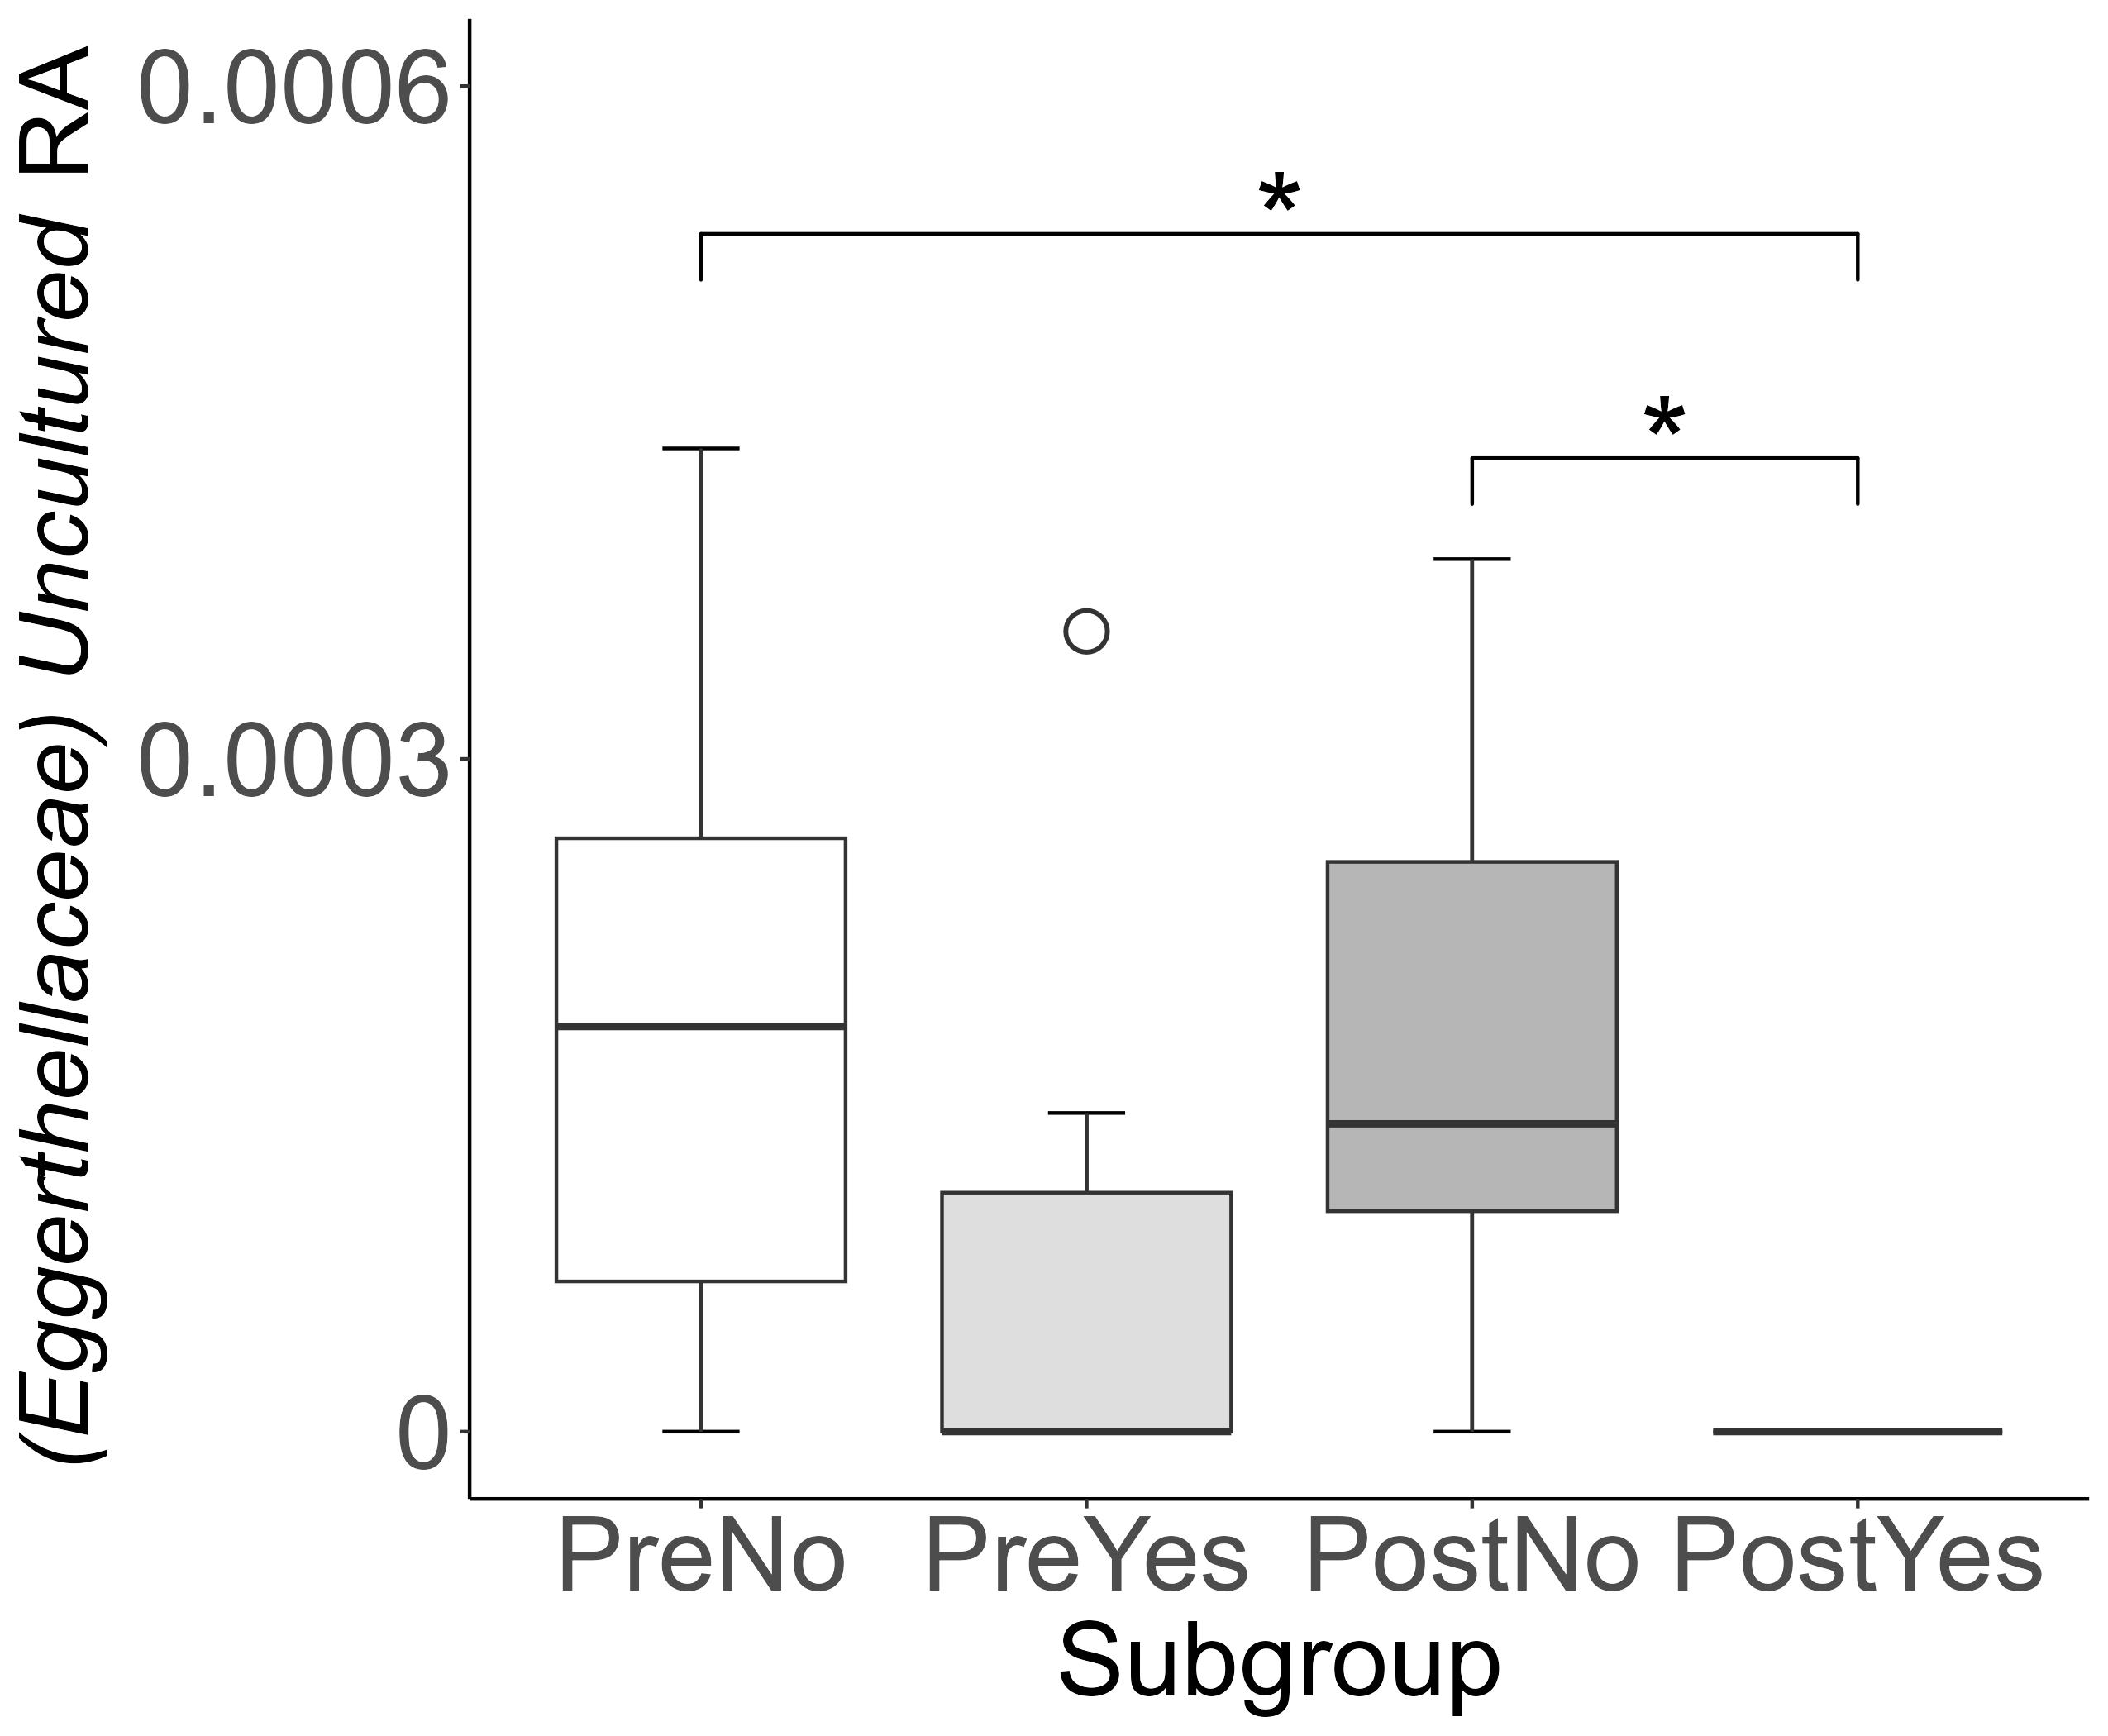 (Eggerthellaceae) Uncultured RA
0.0006
0.0003
0
*
*
PreNo PreYes PostNo PostYes
Subgroup